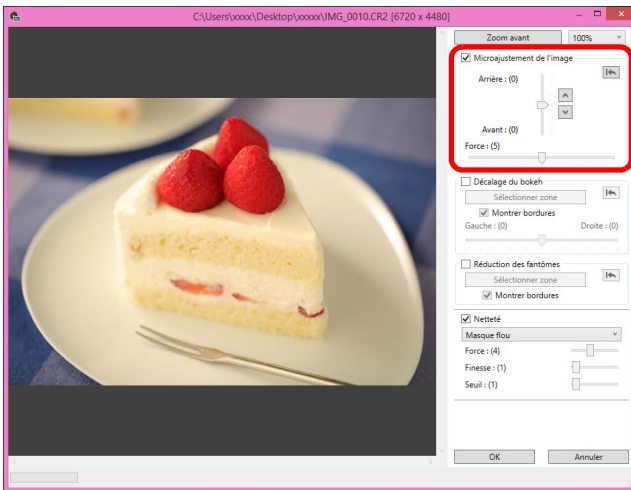 C:\Users\xxxx\Desktop\xxxxx\IMG_0010.CR2 [6720 x 4480]
Zoom avant 100%
Microajustement de l'image
Arrière : (0)
Avant : (0)
Force : (5)
Décalage du bokeh
Sélectionner zone
Montrer bordures
Gauche : (0) Droite : (0)
Réduction des fantômes
Sélectionner zone
Montrer bordures
Netteté
Masque flou
Force : (4)
Finesse : (1)
Seuil : (1)
OK Annuler